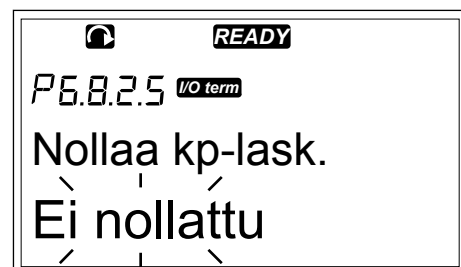 READY
P6.8.2.5 I/O term
Nollaa kp-lask.
Ei nollattu